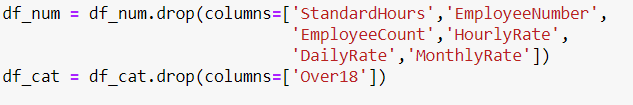 df_num = df_num.drop(columns=['StandardHours','EmployeeNumber',
'EmployeeCount','HourlyRate',
'DailyRate','MonthlyRate'])
df_cat = df_cat.drop(columns=['Over18'])